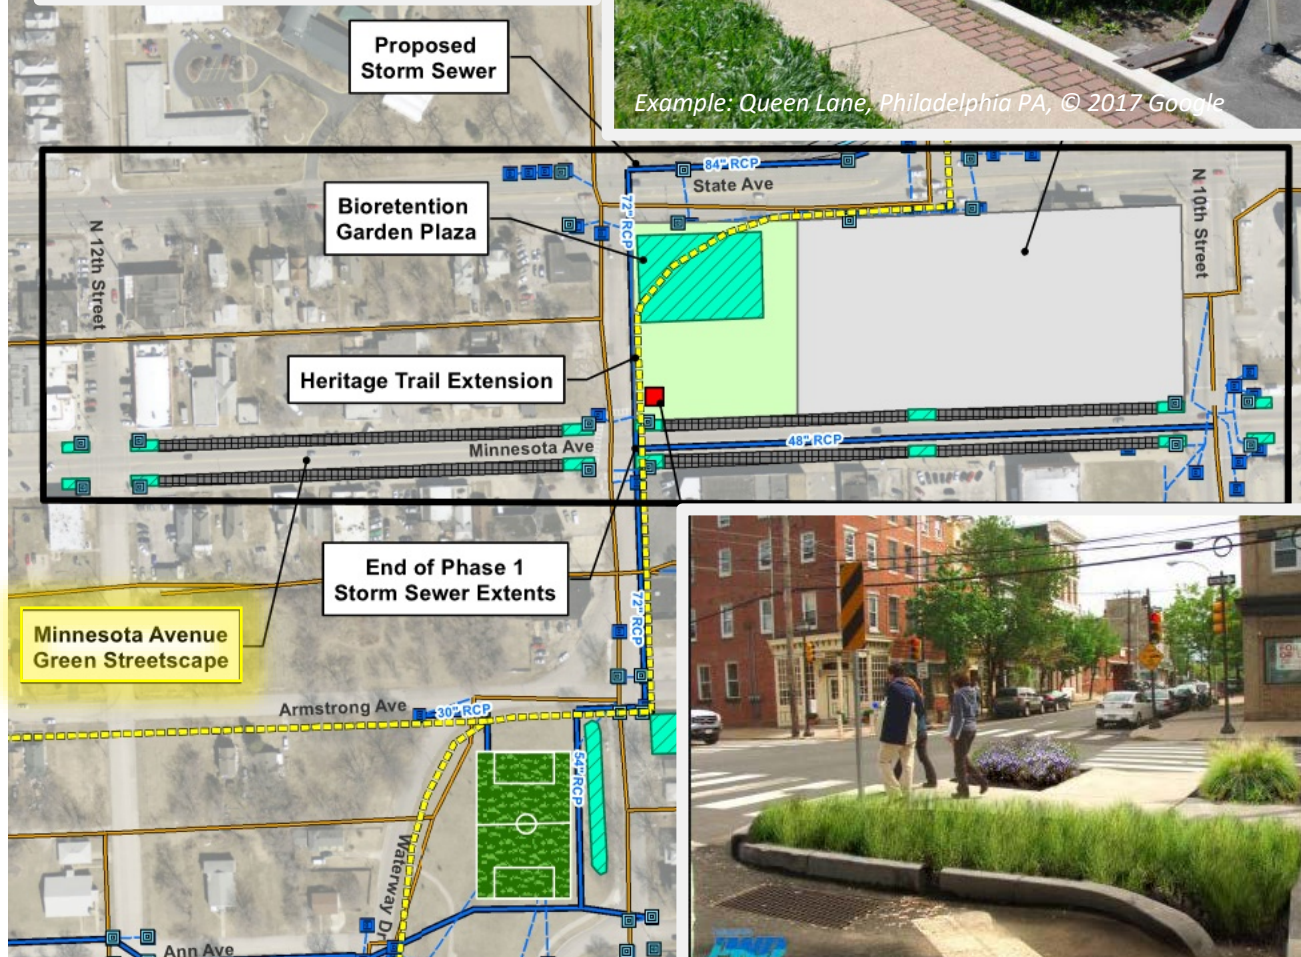 Proposed
Storm Sewer
Example: Queen Lane, Philadelphia PA, © 2017 Google
84" RCP
State Ave
72" RCP
Bioretention
Garden Plaza
N 12th Street
N 10th Street
Heritage Trail Extension
Minnesota Ave
48" RCP
End of Phase 1
Storm Sewer Extents
72" RCP
Minnesota Avenue
Green Streetscape
Armstrong Ave
30" RCP
54" RCP
Waterway Dr
Ann Ave